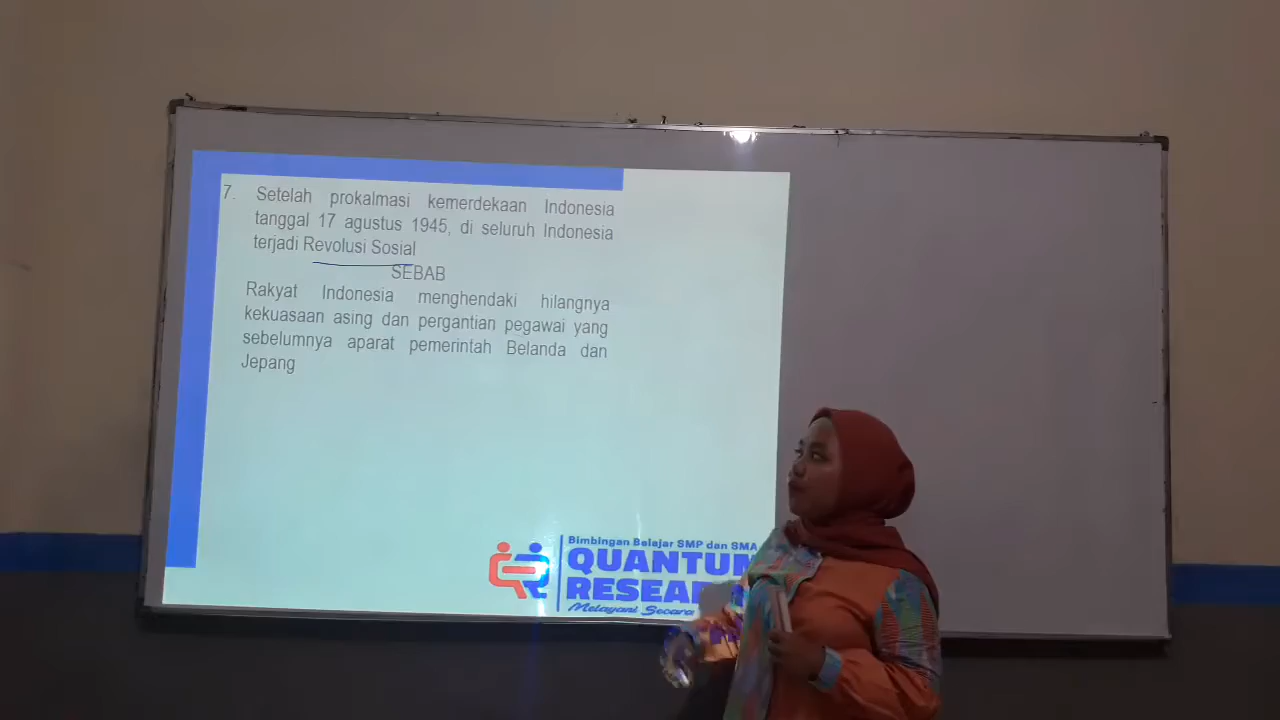 7. Setelah prokalmasi kemerdekaan Indonesia
tanggal 17 agustus 1945, di seluruh Indonesia
terjadi Revolusi Sosial
SEBAB
Rakyat Indonesia menghendaki hilangnya
kekuasaan asing dan pergantian pegawai yang
sebelumnya aparat pemerintah Belanda dan
Jepang
Bimbingan Belajar SMP dan SMA
QUANTUM
Melayani Secara